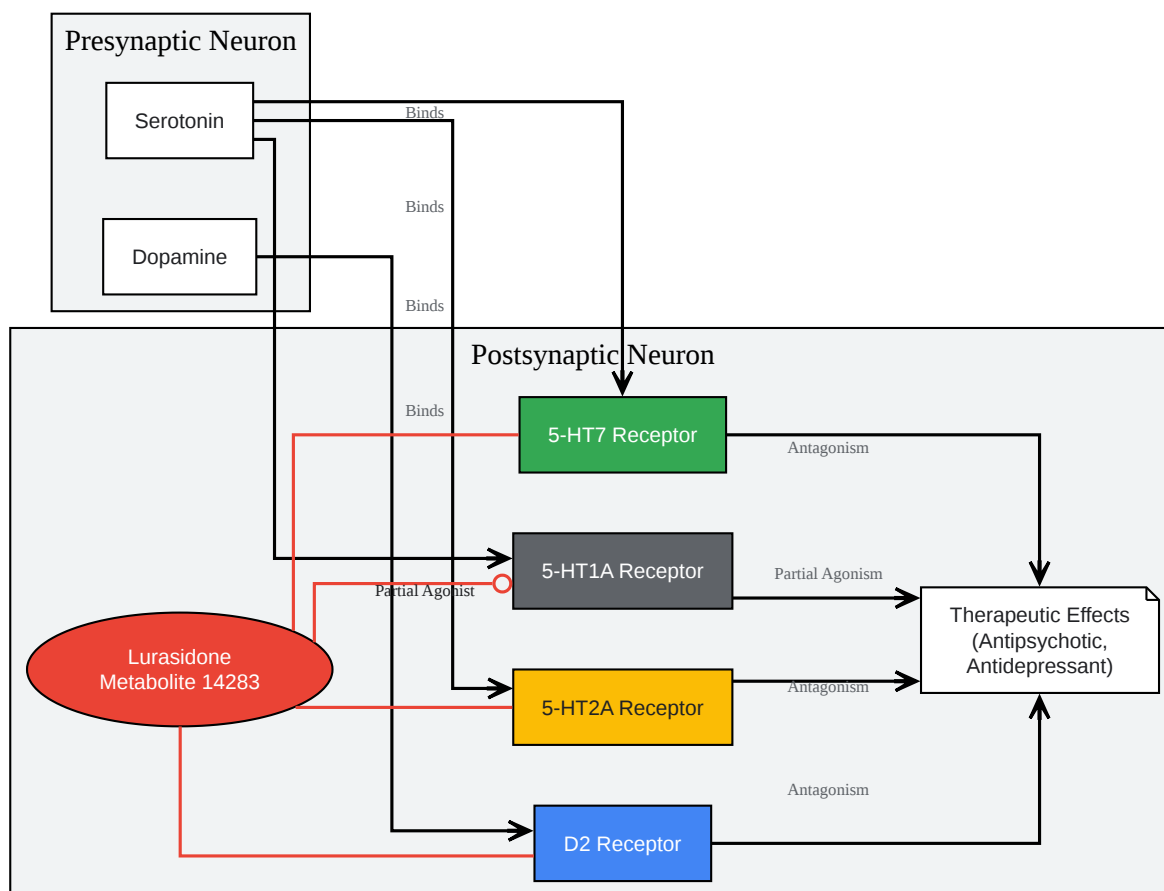 Presynaptic Neuron
Serotonin
Binds
Binds
Dopamine
Binds
Postsynaptic Neuron
Binds
5-HT7 Receptor
Antagonism
5-HT1A Receptor
Partial Agonism
Partial Agonist
Therapeutic Effects
(Antipsychotic,
Antidepressant)
Lurasidone
Metabolite 14283
5-HT2A Receptor
Antagonism
Antagonism
D2 Receptor